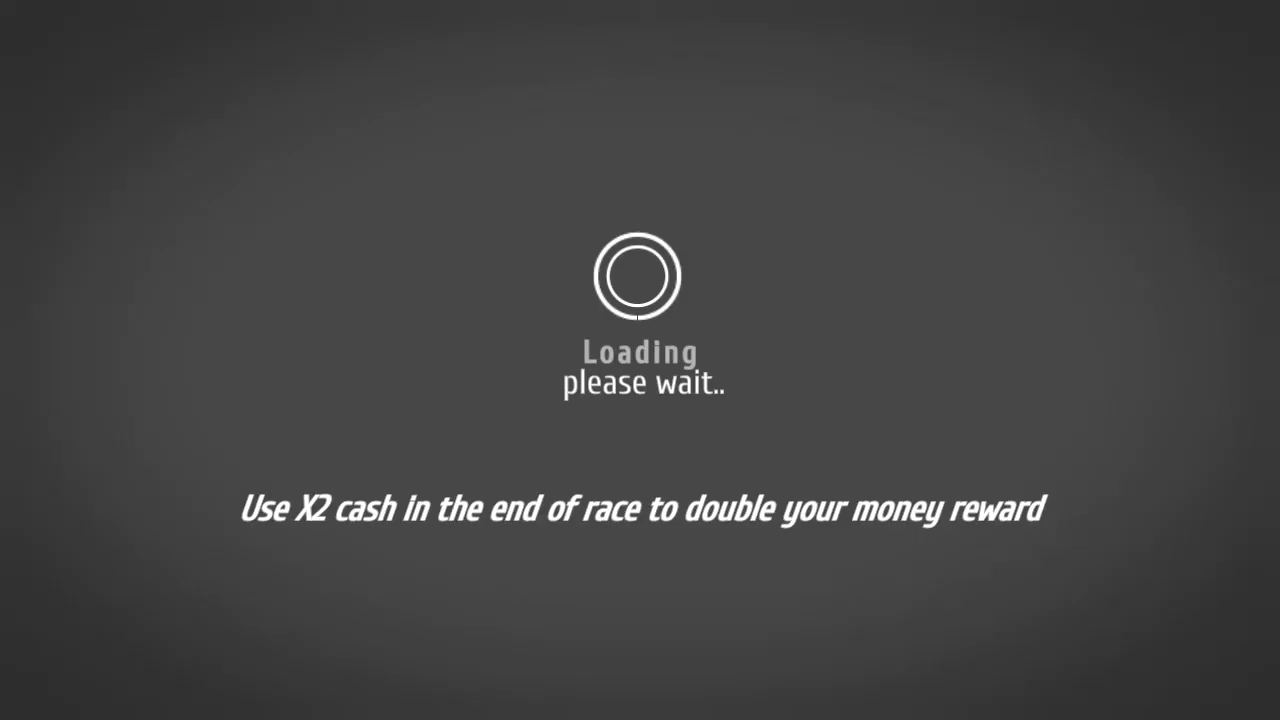 Loading
please wait..
Use X2 cash in the end of race to double your money reward